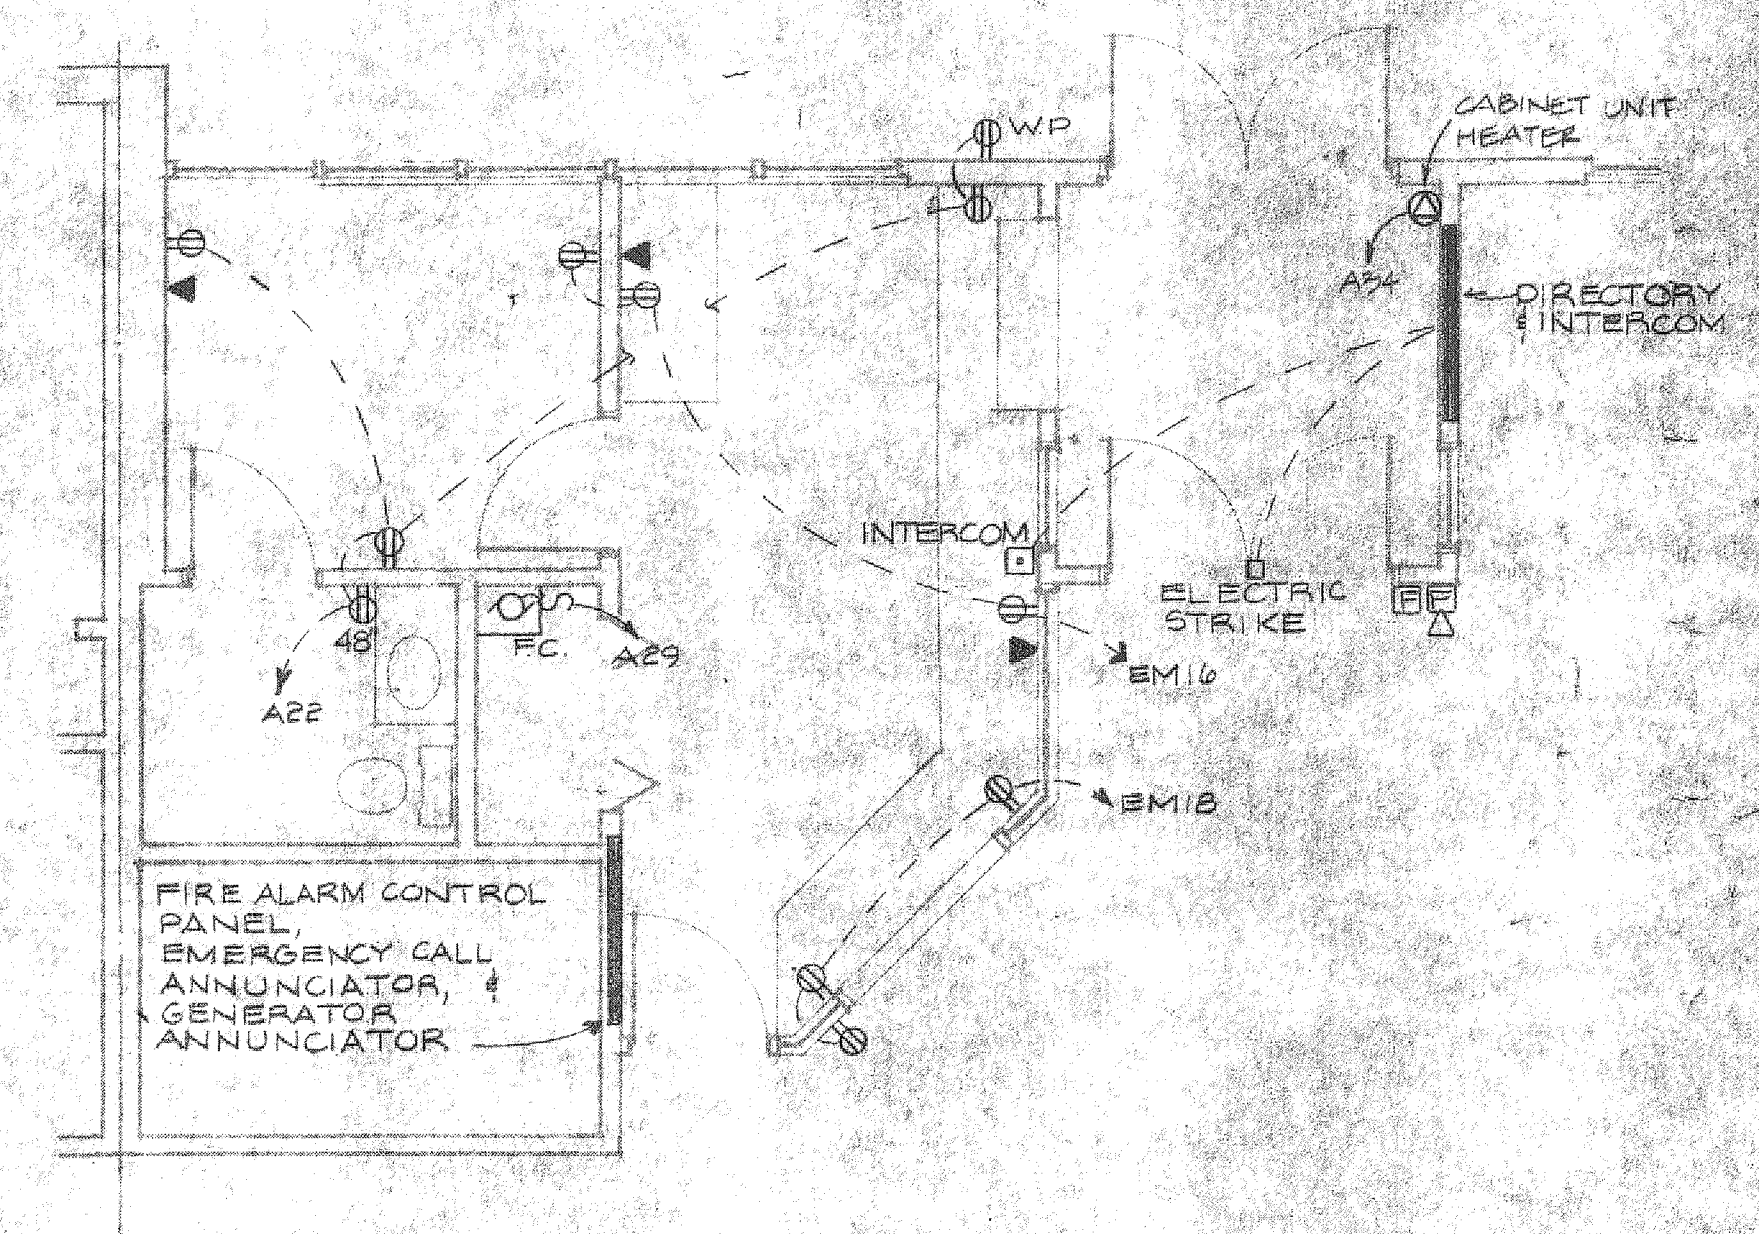 W.P
CABINET UNIT
HEATER
A34
DIRECTORY
& INTERCOM
INTERCOM
ELECTRIC
STRIKE
F F
48"
F.C.
A29
A22
EM16
EM18
FIRE ALARM CONTROL
PANEL,
EMERGENCY CALL
ANNUNCIATOR, &
GENERATOR
ANNUNCIATOR